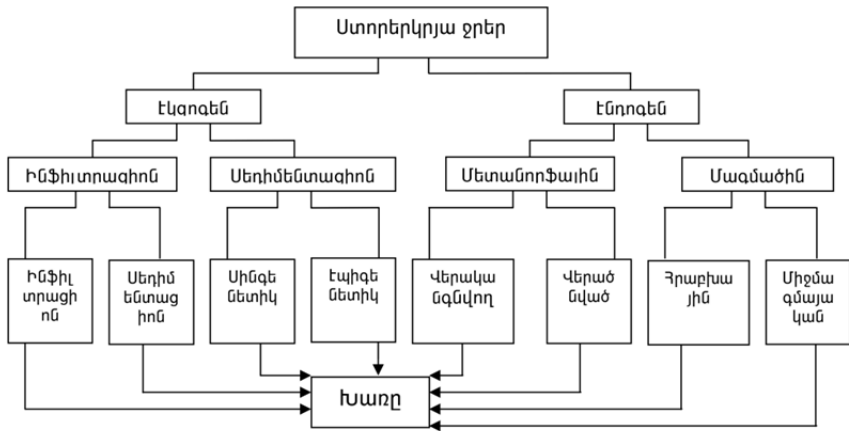 Ստորերկրյա ջրեր
էկզոգեն
էնդոգեն
Ինֆիլտրացիոն
Սեդիմենտացիոն
Մետանորֆային
Մագմածին
Ինֆիլ
տրացի
ոն
Սեդիմ
ենտաց
իոն
Սինգե
նետիկ
էպիգե
նետիկ
Վերակա
նգնվող
Վերած
նված
Հրաբխա
յին
Միջմա
գմայա
կան
Խառը